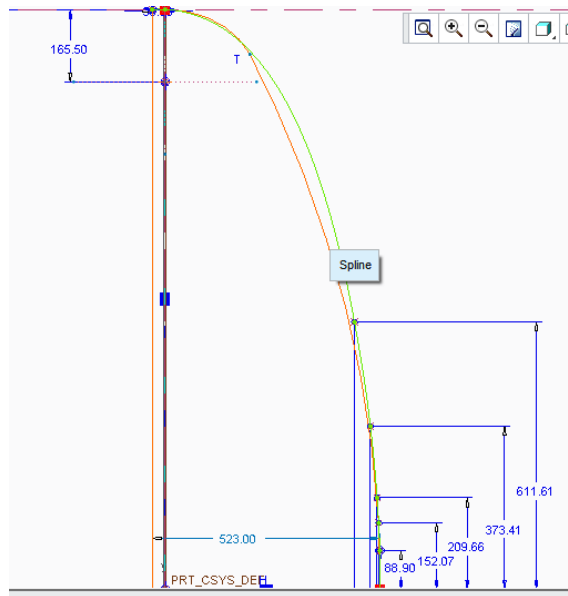 165.50
T
Spline
611.61
373.41
209.66
523.00
152.07
88.90
PRT_CSYS_DEF